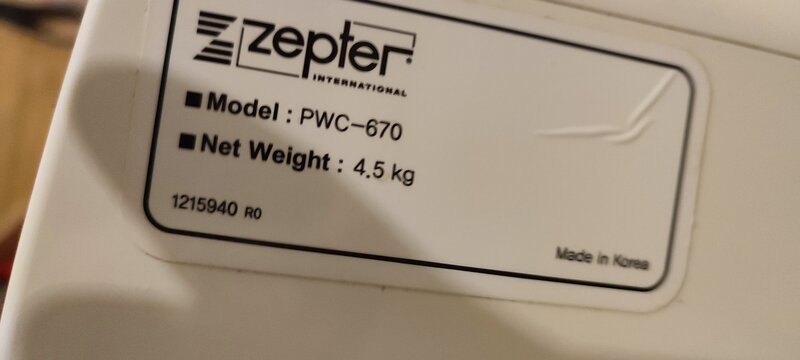 zepter
INTERNATIONAL
■Model : PWC-670
■Net Weight : 4.5 kg
1215940 R0
Made in Korea